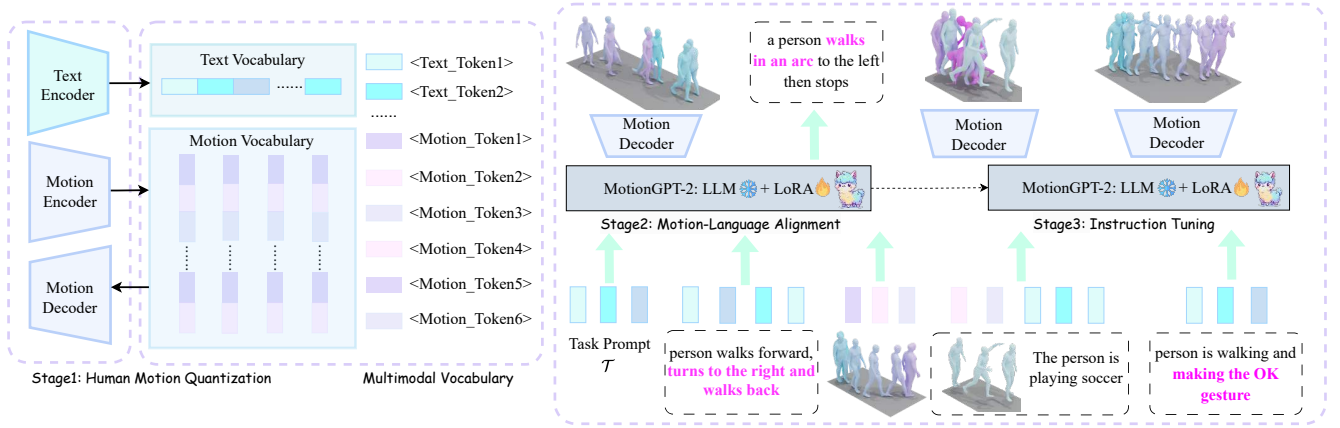 Text
Encoder
Motion
Encoder
Motion
Decoder
Stage1: Human Motion Quantization
Text Vocabulary
......
Motion Vocabulary
......
......
......
......
<Text_Token1>
<Text_Token2>
......
<Motion_Token1>
<Motion_Token2>
<Motion_Token3>
<Motion_Token4>
<Motion_Token5>
<Motion_Token6>
Multimodal Vocabulary
a person walks
in an arc to the left
then stops
Motion
Decoder
Motion
Decoder
Motion
Decoder
MotionGPT-2: LLM + LoRA
MotionGPT-2: LLM + LoRA
Stage2: Motion-Language Alignment
Stage3: Instruction Tuning
Task Prompt
𝒯
person walks forward,
turns to the right and
walks back
The person is
playing soccer
person is walking and
making the OK
gesture